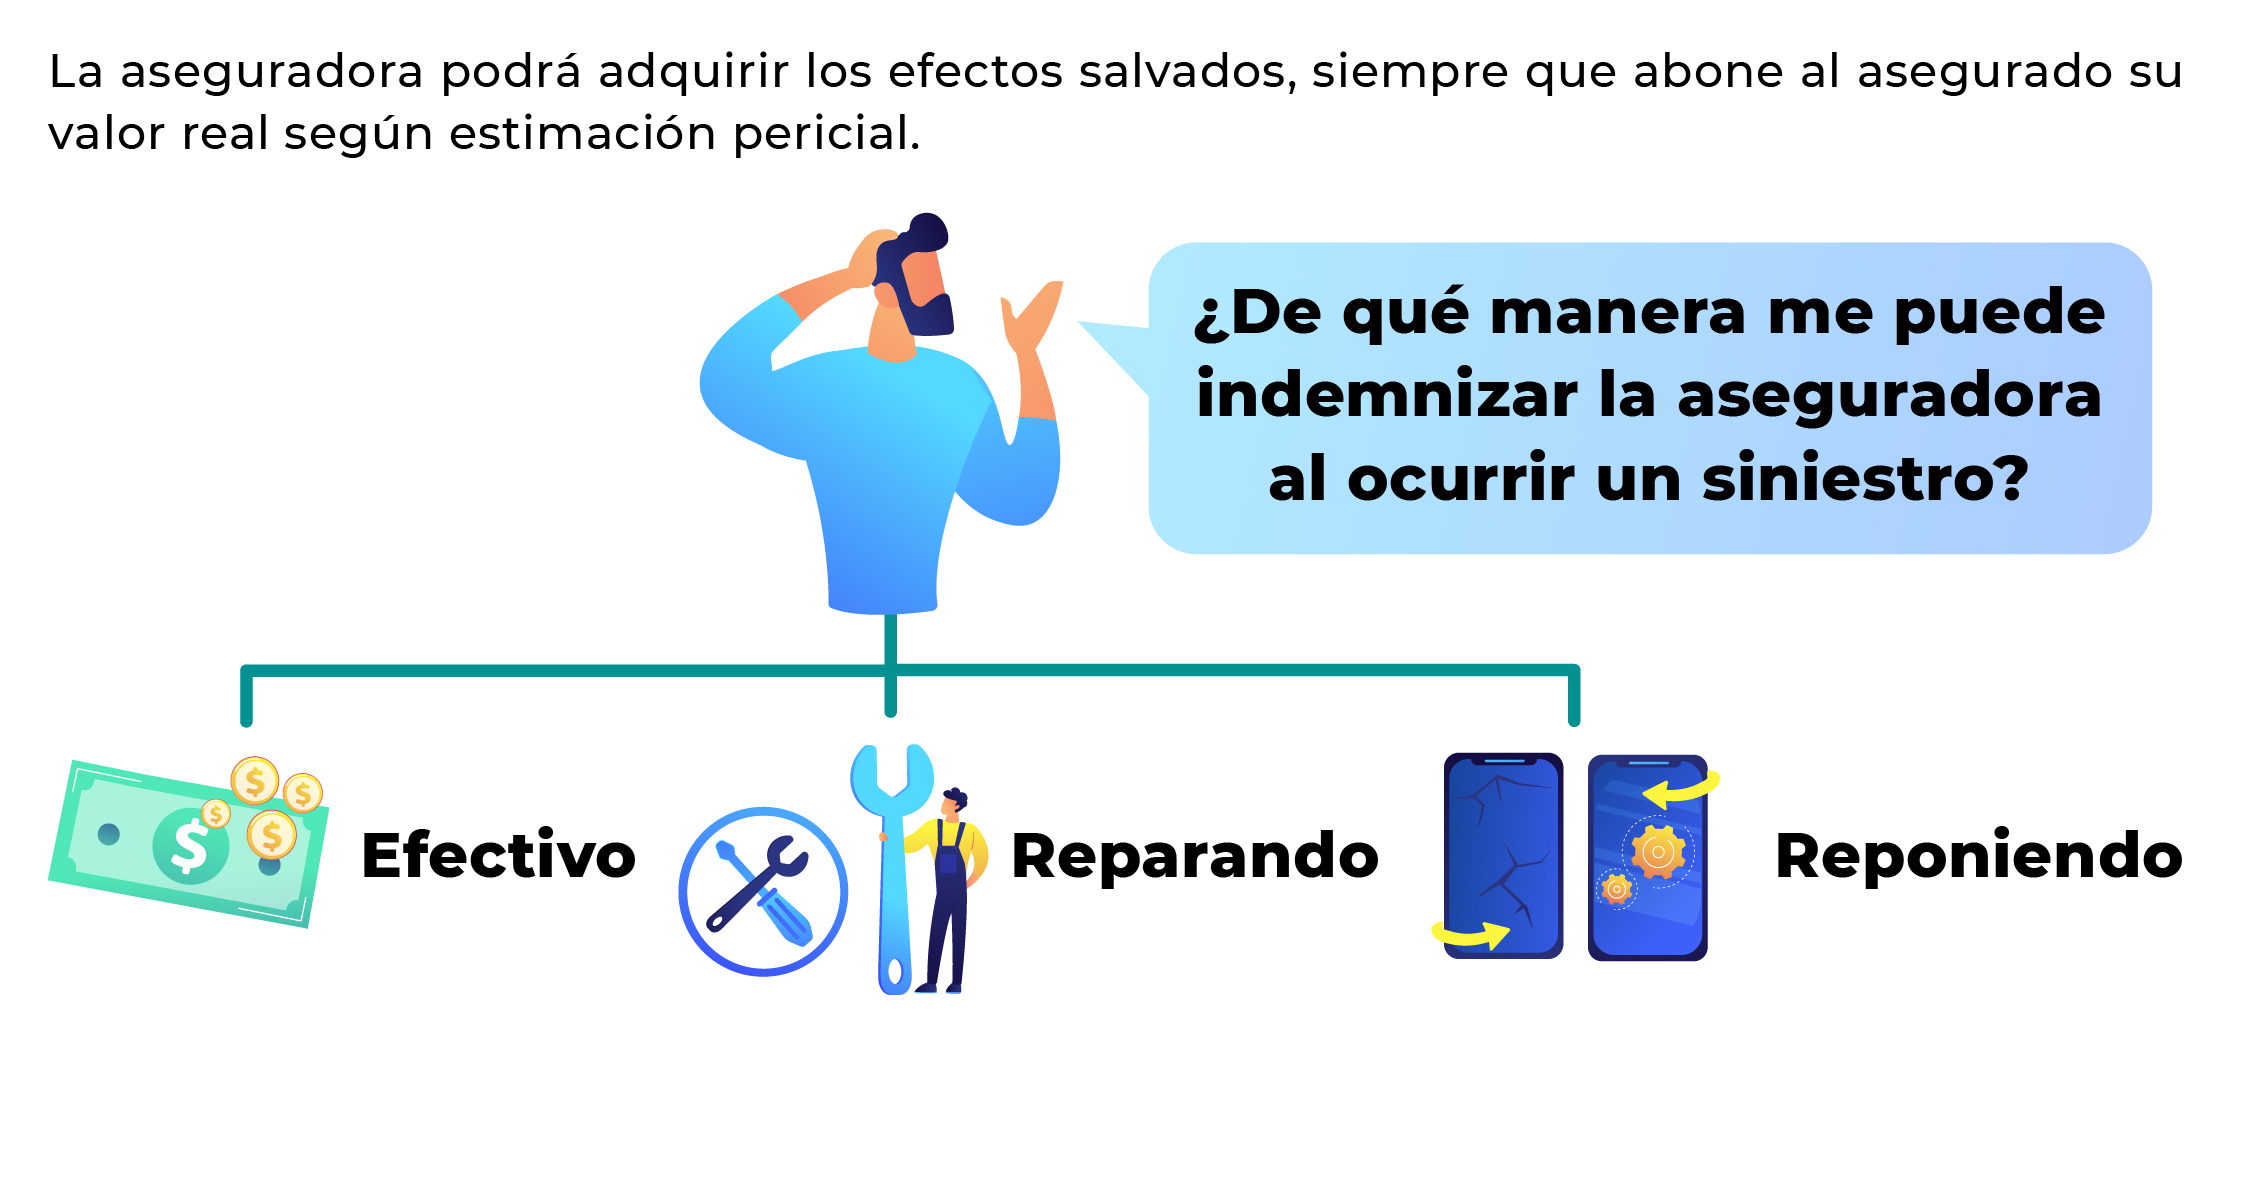 La aseguradora podrá adquirir los efectos salvados, siempre que abone al asegurado su
valor real según estimación pericial.
¿De qué manera me puede
indemnizar la aseguradora
al ocurrir un siniestro?
$ $ $ $ $
Efectivo
Reparando
Reponiendo